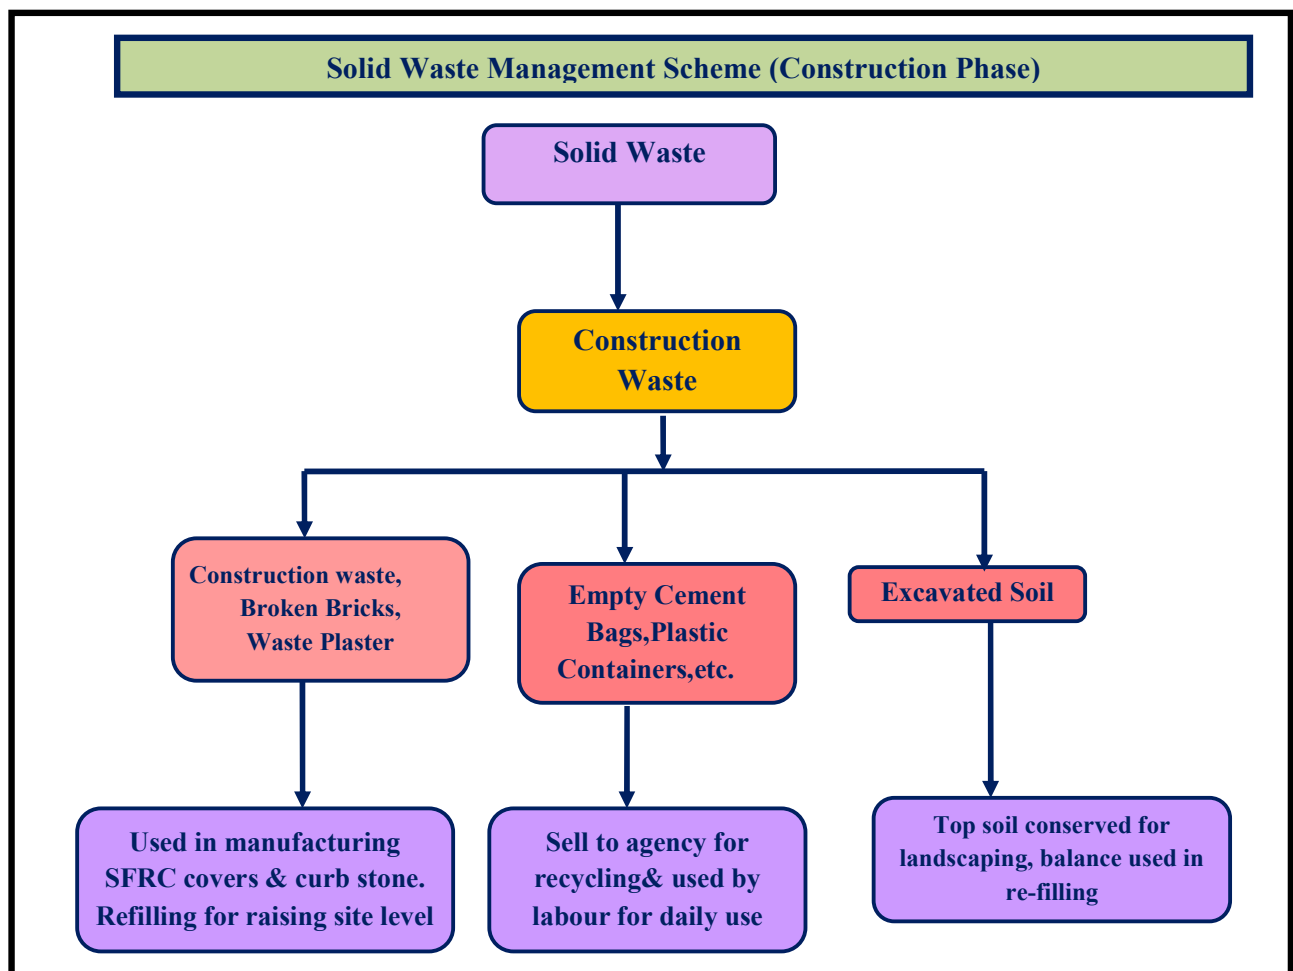 Solid Waste Management Scheme (Construction Phase)
Solid Waste
Construction
Waste
Construction waste,
Broken Bricks,
Waste Plaster
Empty Cement
Bags,Plastic
Containers,etc.
Excavated Soil
Used in manufacturing
SFRC covers & curb stone.
Refilling for raising site level
Sell to agency for
recycling& used by
labour for daily use
Top soil conserved for
landscaping, balance used in
re-filling